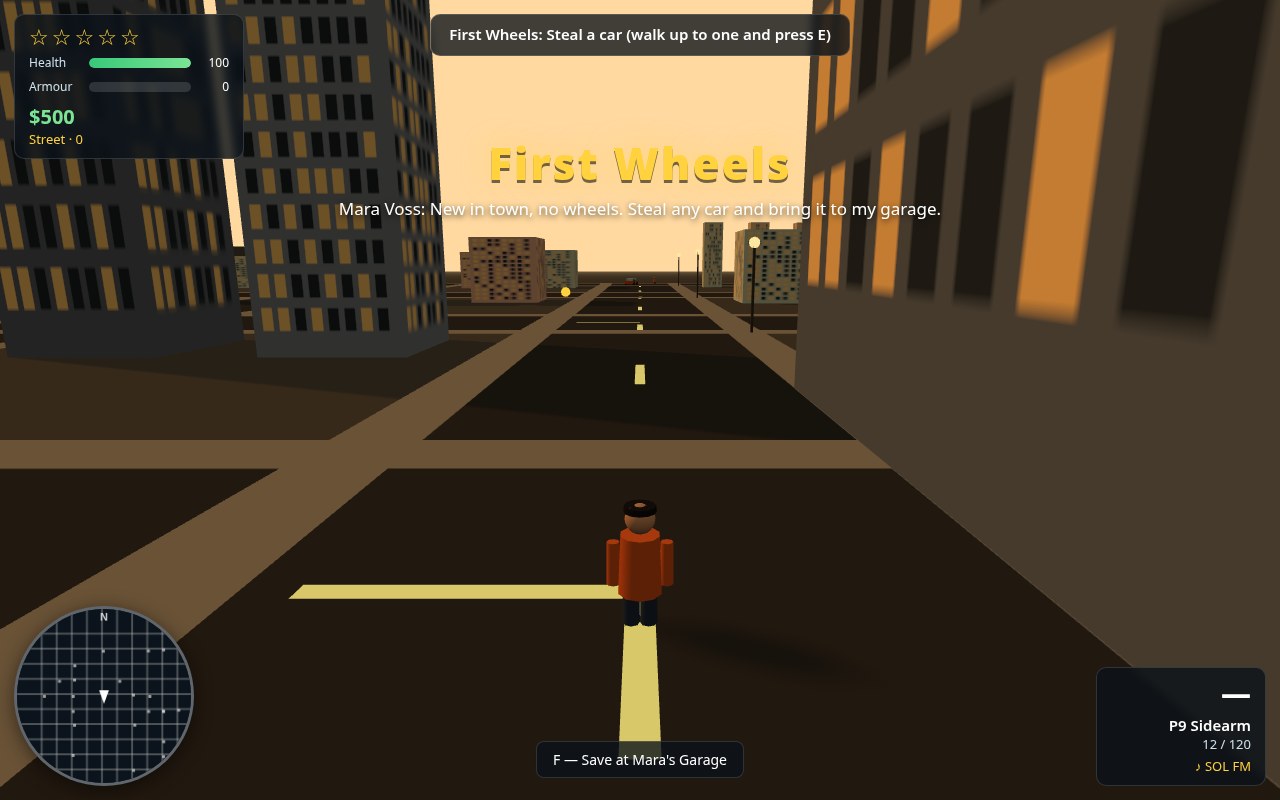 ☆☆☆☆☆
Health 100
Armour 0
$500
Street · 0
First Wheels: Steal a car (walk up to one and press E)
First Wheels
Mara Voss: New in town, no wheels. Steal any car and bring it to my garage.
N
F — Save at Mara's Garage
—
P9 Sidearm
12 / 120
♪ SOL FM